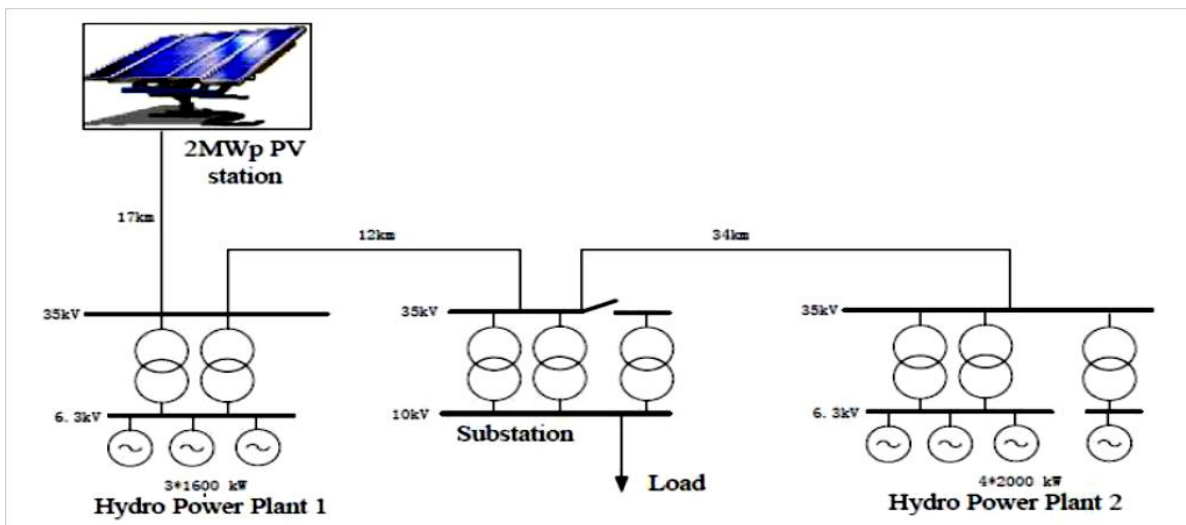 2MWp PV
station
17km
12km
34km
35kV
35kV
35kV
6.3kV
10kV
6.3kV
Substation
Load
3*1600 kW
4*2000 kW
Hydro Power Plant 1
Hydro Power Plant 2